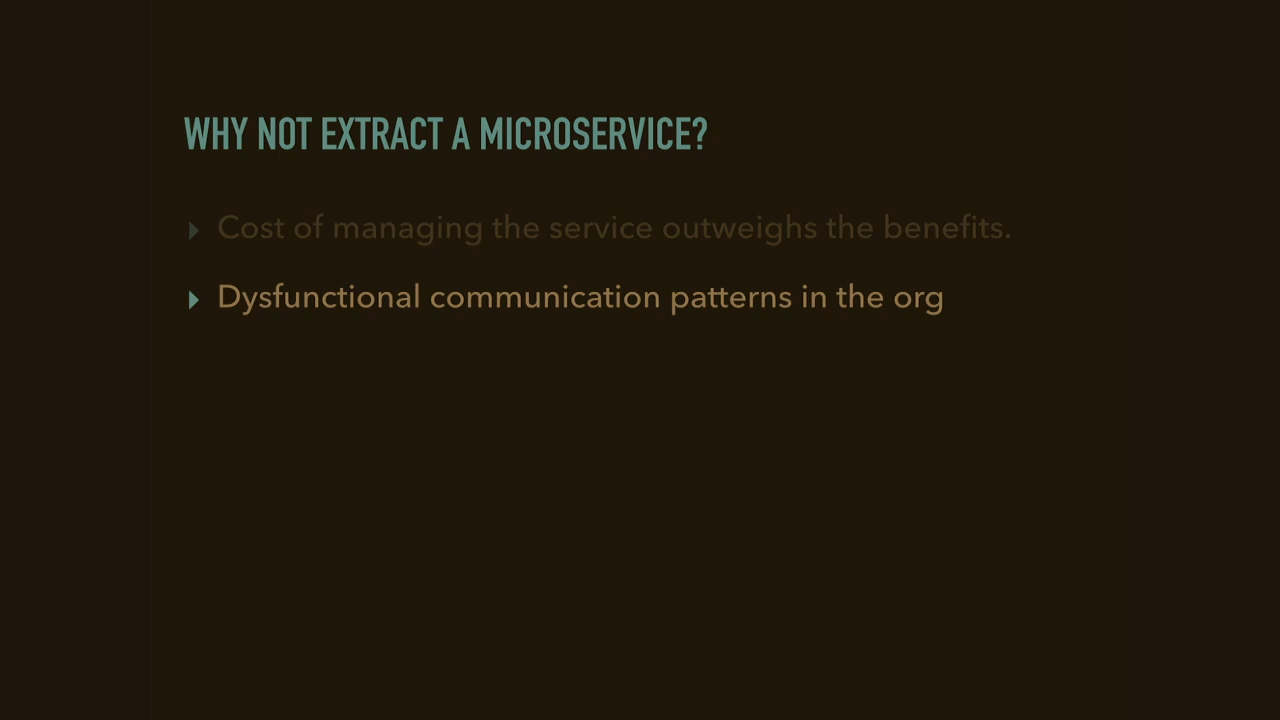 WHY NOT EXTRACT A MICROSERVICE?
Cost of managing the service outweighs the benefits.
Dysfunctional communication patterns in the org